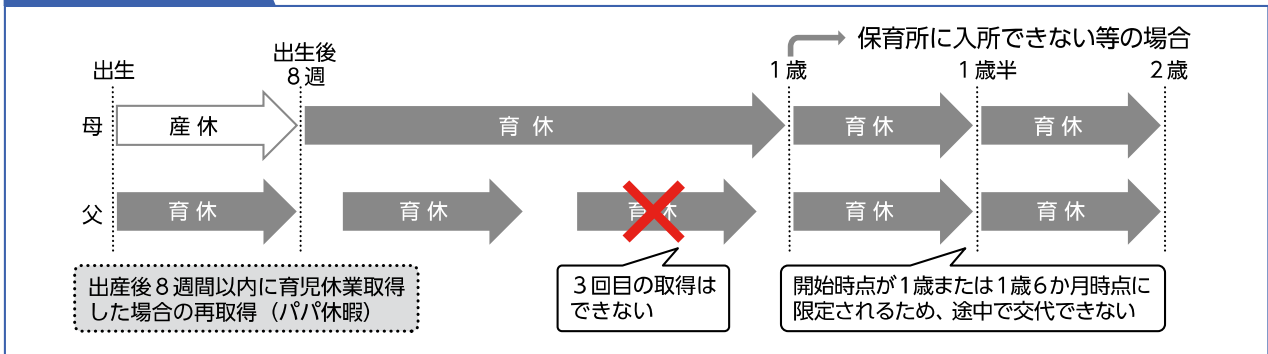 保育所に入所できない等の場合
出生
出生後
8週
1歳
1歳半
2歳
母
産休
育休
育休
育休
父
育休
育休
育休
育休
育休
出産後8週間以内に育児休業取得
した場合の再取得（パパ休暇）
3回目の取得は
できない
開始時点が1歳または1歳6か月時点に
限定されるため、途中で交代できない